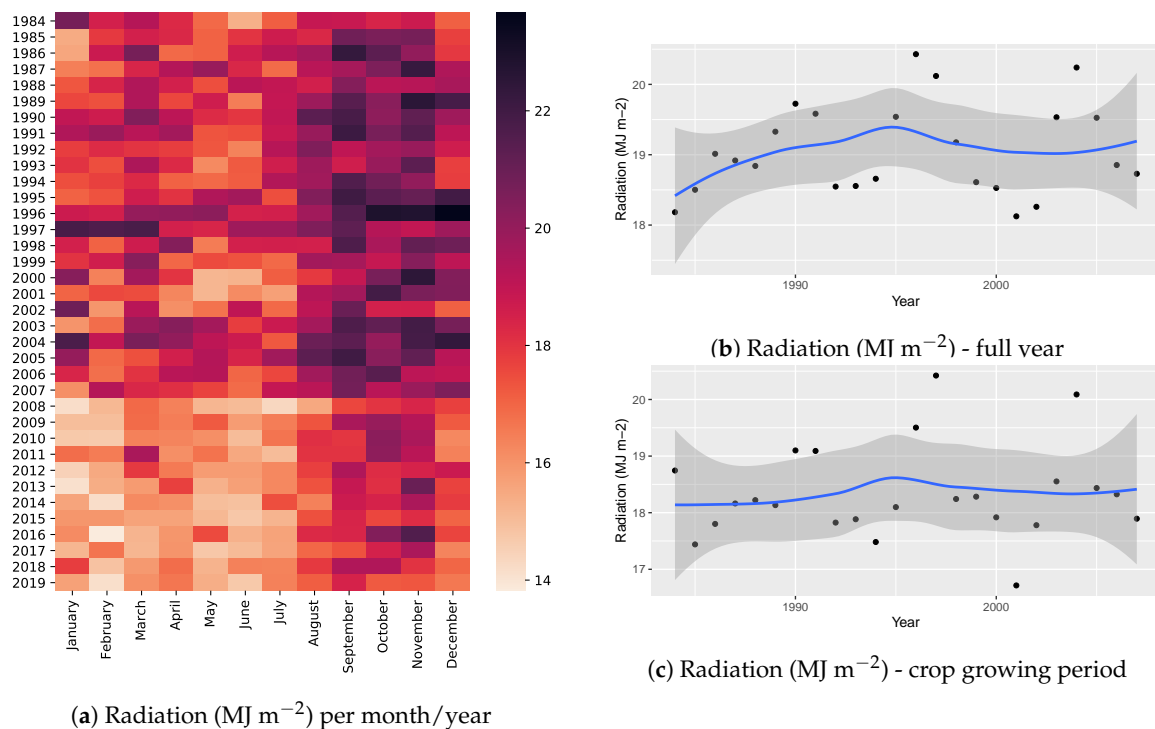 1984
1985
1986
1987
1988
1989
1990
1991
1992
1993
1994
1995
1996
1997
1998
1999
2000
2001
2002
2003
2004
2005
2006
2007
2008
2009
2010
2011
2012
2013
2014
2015
2016
2017
2018
2019
January
February
March
April
May
June
July
August
September
October
November
December
22
20
18
16
14
(a) Radiation (MJ m−2) per month/year
Radiation (MJ m−2)
20
19
18
1990
2000
Year
(b) Radiation (MJ m−2) - full year
Radiation (MJ m−2)
20
19
18
17
1990
2000
Year
(c) Radiation (MJ m−2) - crop growing period